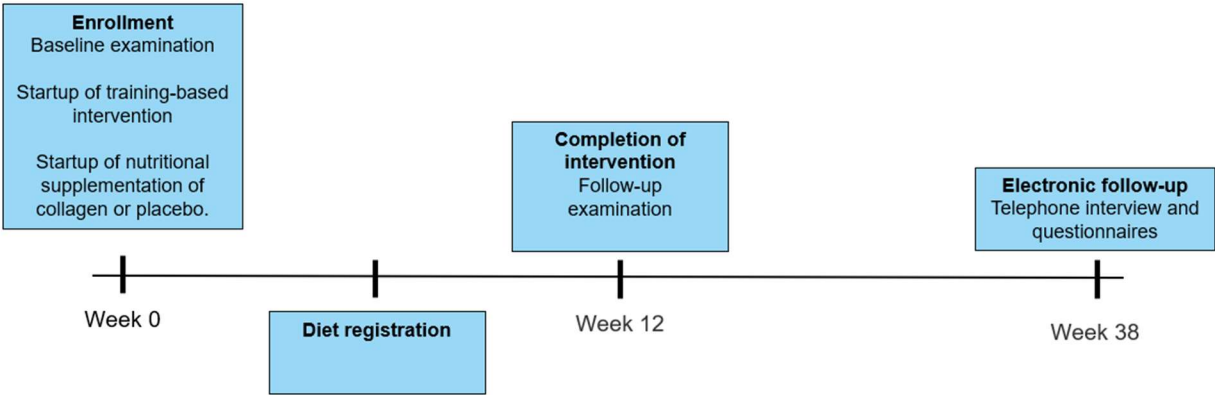 Enrollment
Baseline examination
Startup of training-based
intervention
Startup of nutritional
supplementation of
collagen or placebo.
Completion of
intervention
Follow-up
examination
Electronic follow-up
Telephone interview and
questionnaires
Week 0
Diet registration
Week 12
Week 38